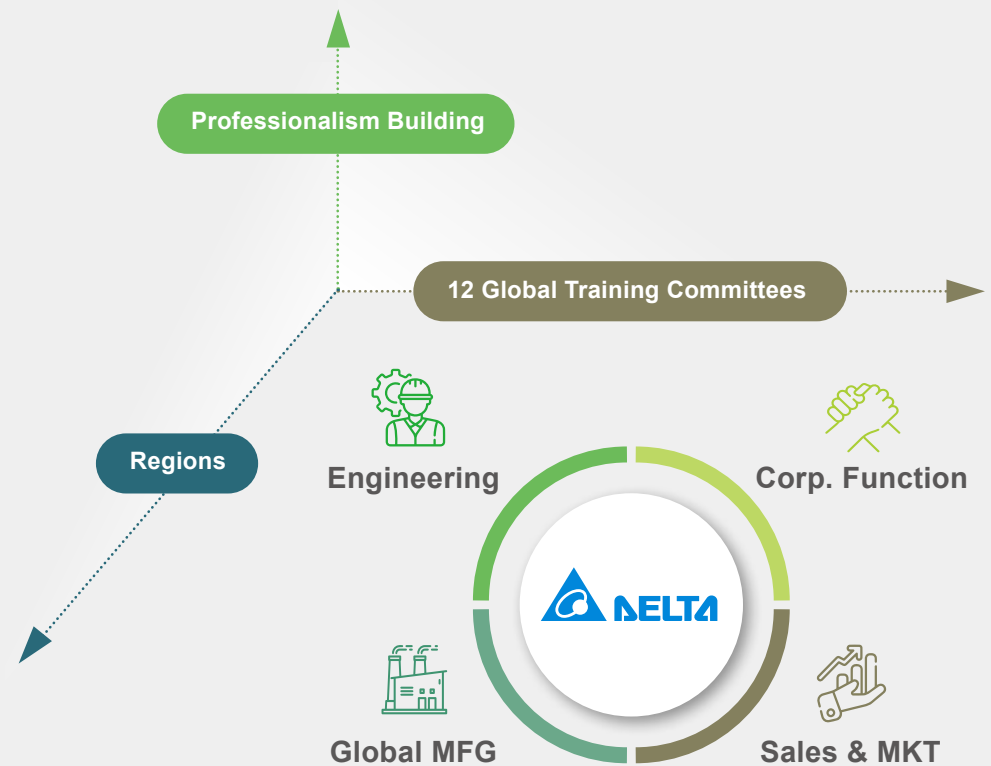 Professionalism Building
12 Global Training Committees
Regions
Engineering
Corp. Function
DELTA
Global MFG
Sales & MKT